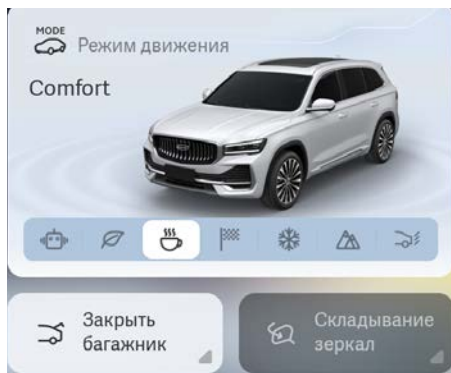 MODE
Режим движения
Comfort
Закрыть
багажник
Складывание
зеркал